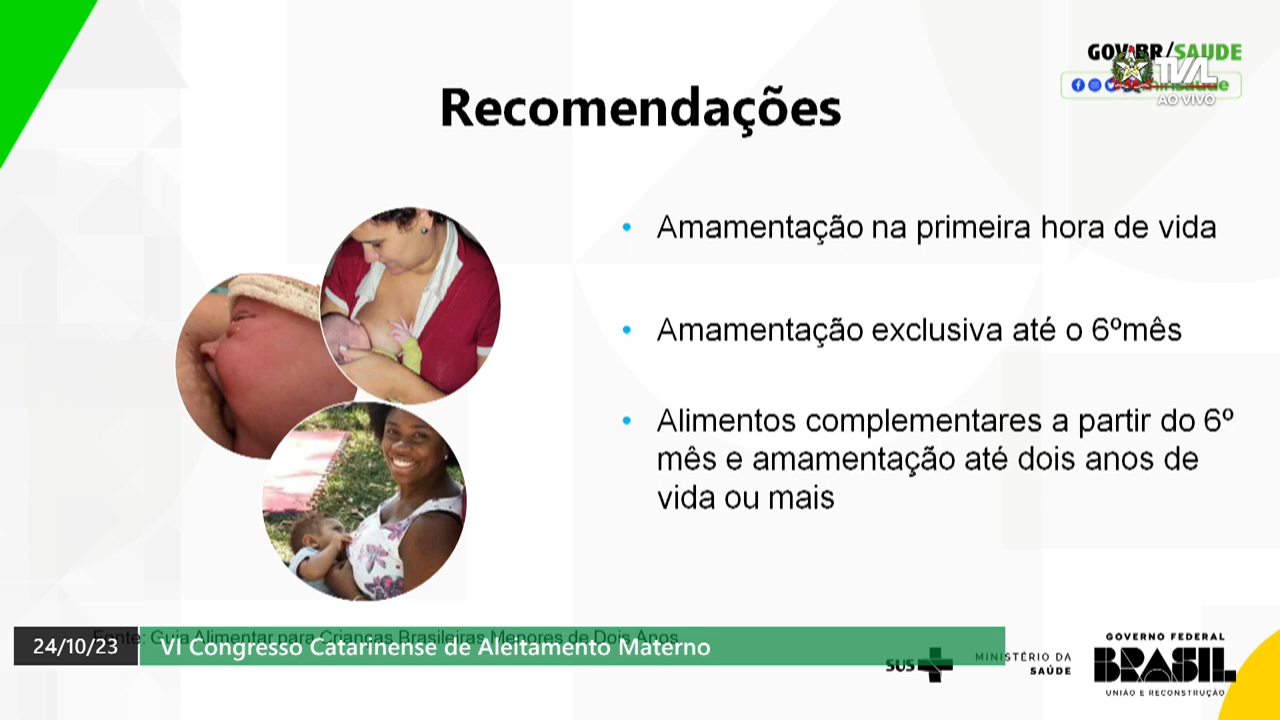 GOV.BR/SAUDE
TVAL
AO VIVO
Recomendações
• Amamentação na primeira hora de vida
• Amamentação exclusiva até o 6ºmês
• Alimentos complementares a partir do 6º
mês e amamentação até dois anos de
vida ou mais
Fonte: Guia Alimentar para Crianças Brasileiras Menores de Dois Anos
24/10/23
VI Congresso Catarinense de Aleitamento Materno
SUS
MINISTÉRIO DA
SAÚDE
GOVERNO FEDERAL
BRASIL
UNIÃO E RECONSTRUÇÃO